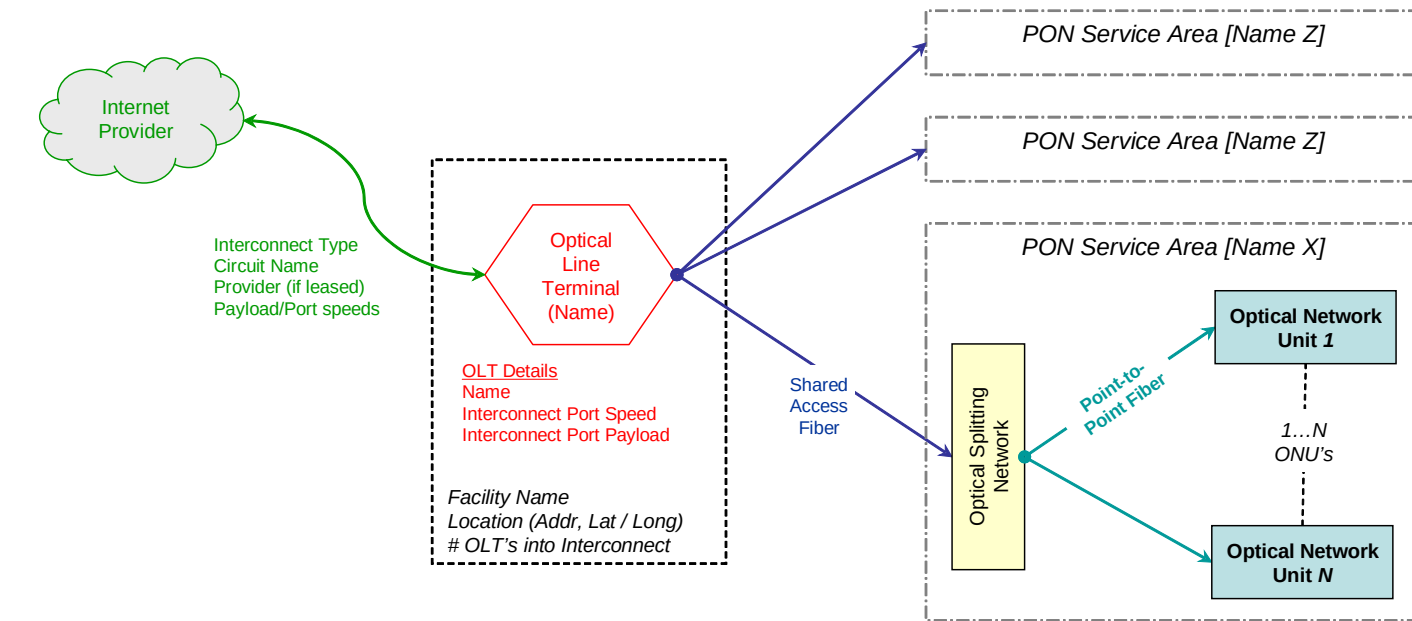 PON Service Area [Name Z]
Internet
Provider
PON Service Area [Name Z]
Interconnect Type
Circuit Name
Provider (if leased)
Payload/Port speeds
Optical
Line
Terminal
(Name)
OLT Details
Name
Interconnect Port Speed
Interconnect Port Payload
Facility Name
Location (Addr, Lat / Long)
# OLT's into Interconnect
Shared
Access
Fiber
PON Service Area [Name X]
Optical Splitting
Network
Point-to-
Point Fiber
Optical Network
Unit 1
1…N
ONU's
Optical Network
Unit N